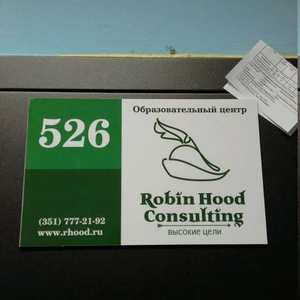 526
(351) 777-21-92
www.rhood.ru
Образовательный центр
Robin Hood
Consulting
ВЫСОКИЕ ЦЕЛИ